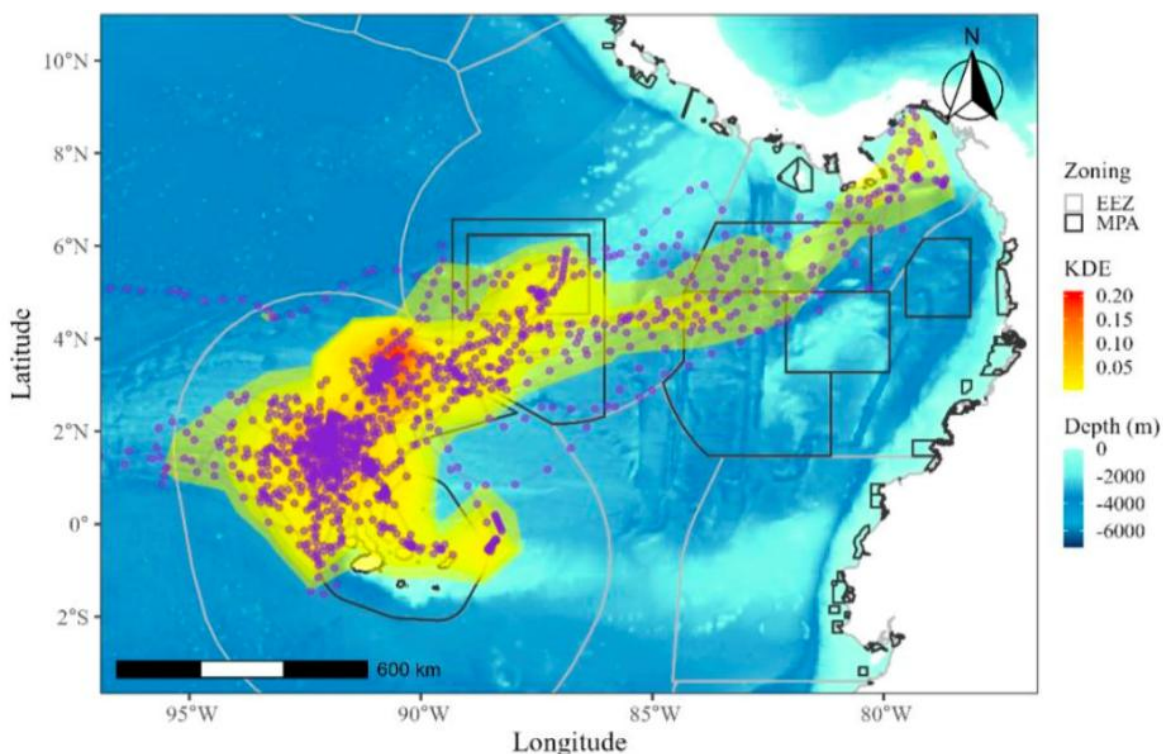 10°N
8°N
6°N
4°N
2°N
0°
2°S
Latitude
N
600 km
95°W
90°W
85°W
80°W
Longitude
Zoning
EEZ
MPA
KDE
0.20
0.15
0.10
0.05
Depth (m)
0
-2000
-4000
-6000